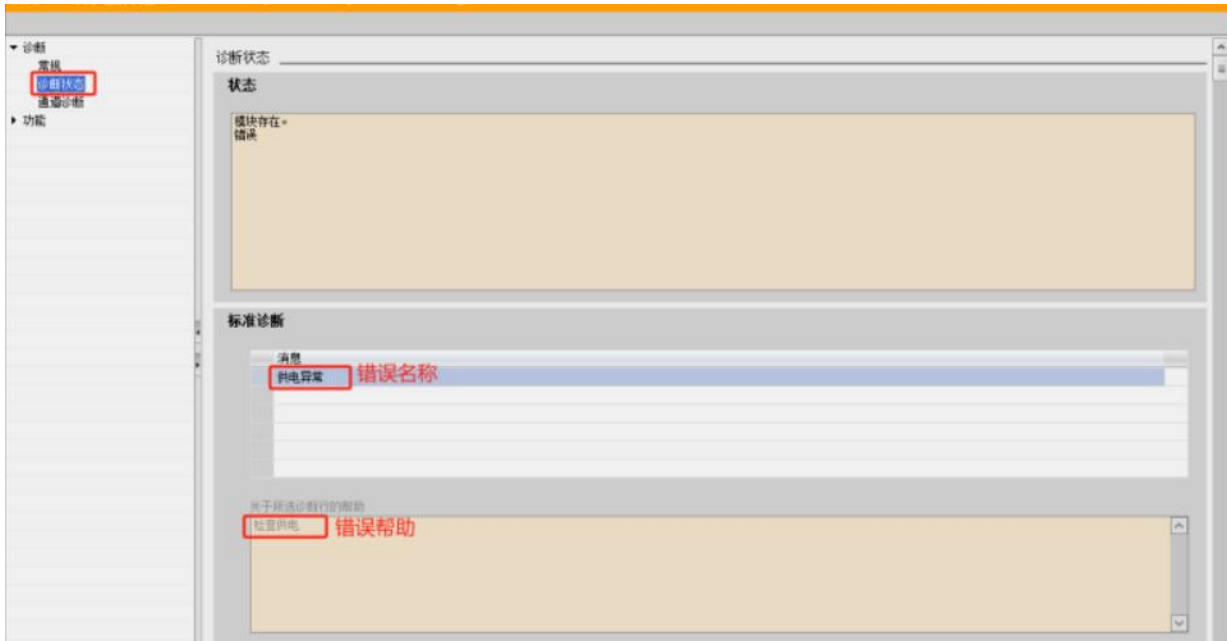 诊断
常规
诊断状态
通道诊断
功能
诊断状态
状态
模块存在。
错误
标准诊断
消息
供电异常
错误名称
关于所选诊断行的帮助
检查供电
错误帮助